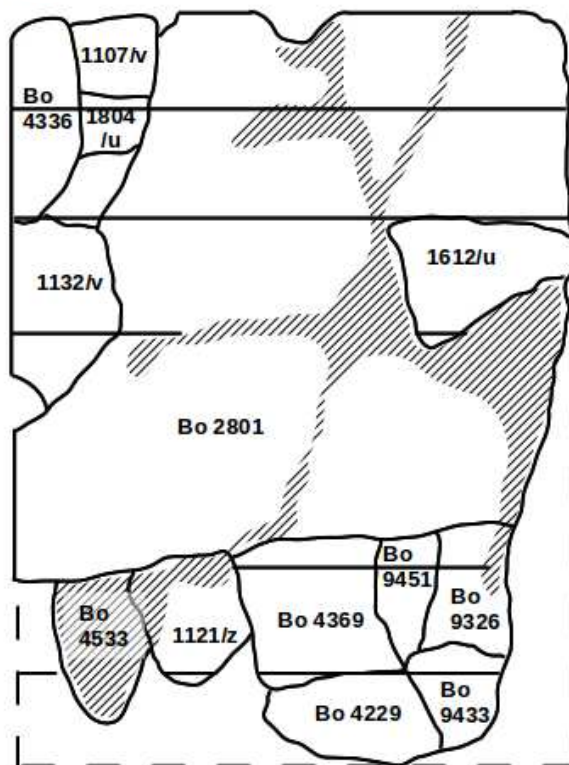 1107/v
Bo
4336
1804
/u
1132/v
1612/u
Bo 2801
Bo
9451
Bo
4533
1121/z
Bo 4369
Bo
9326
Bo 4229
Bo
9433